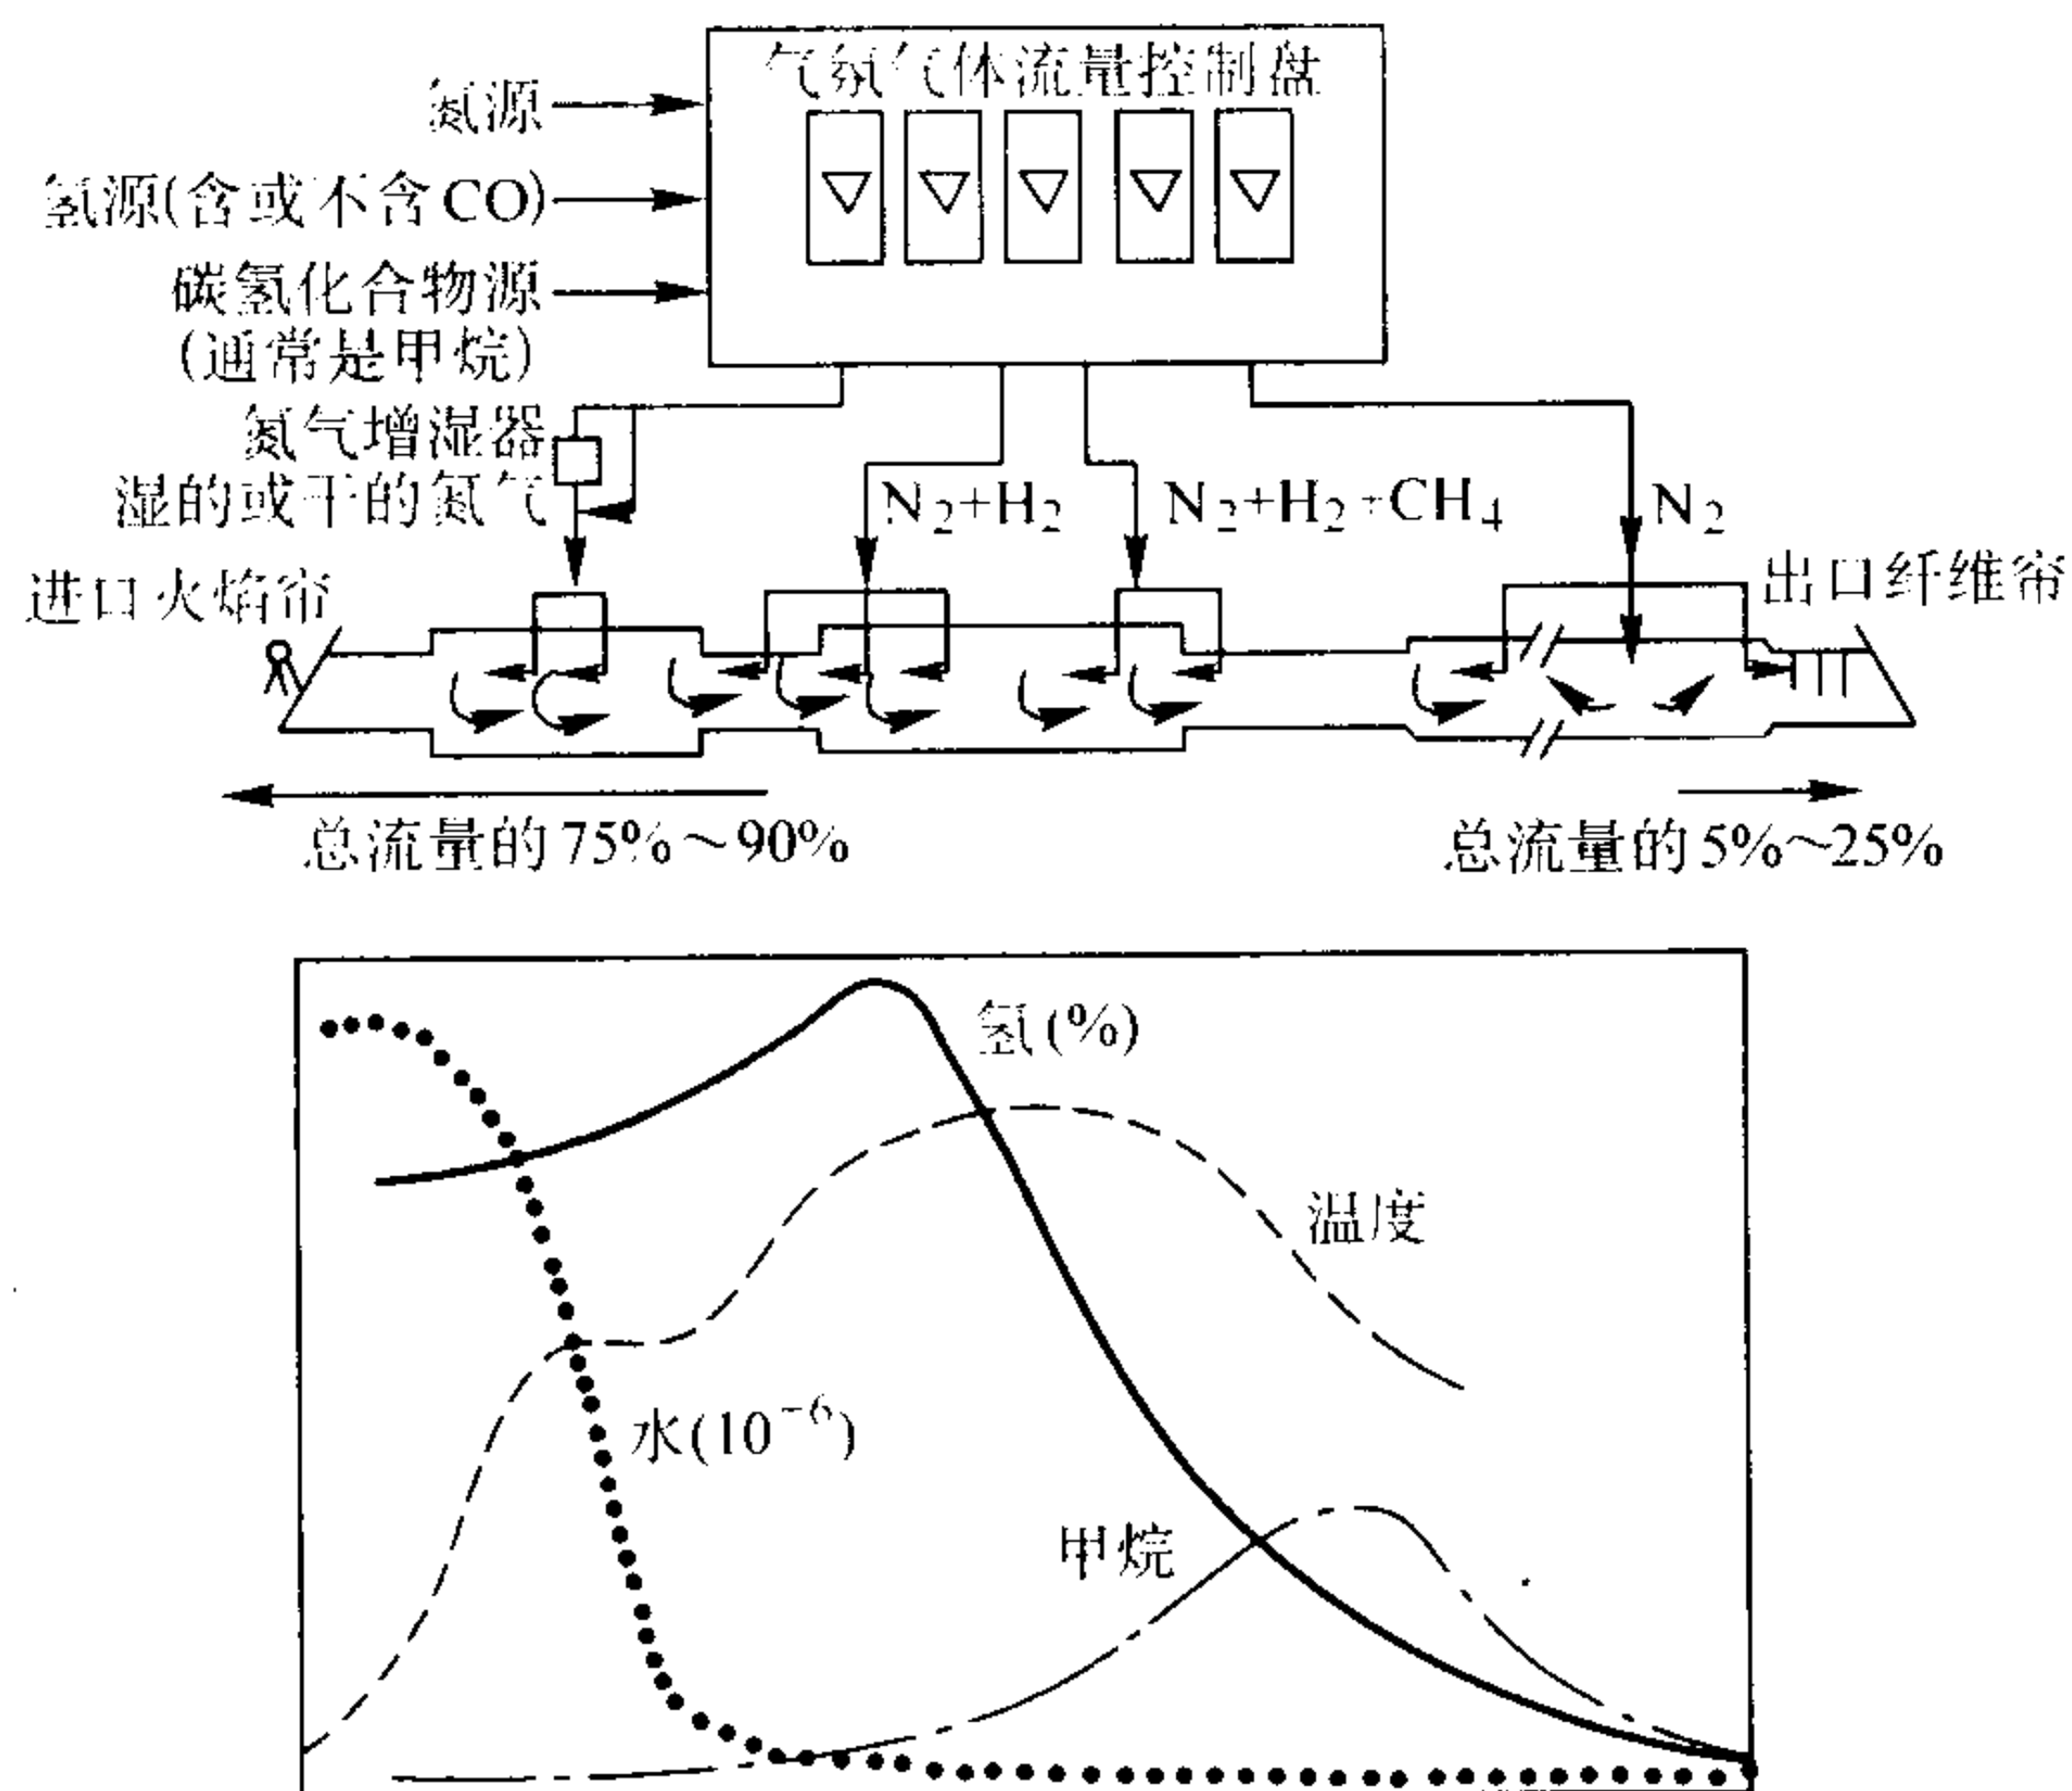 气氛气体流量控制盘
氮源
氢源(含或不含CO)
碳氢化合物源
(通常是甲烷)
氮气增湿器
湿的或干的氮气
N₂+H₂
N₂+H₂+CH₄
N₂
进口火焰帘
出口纤维帘
总流量的75%～90%
总流量的5%～25%
氢(%)
温度
水(10⁻⁶)
甲烷